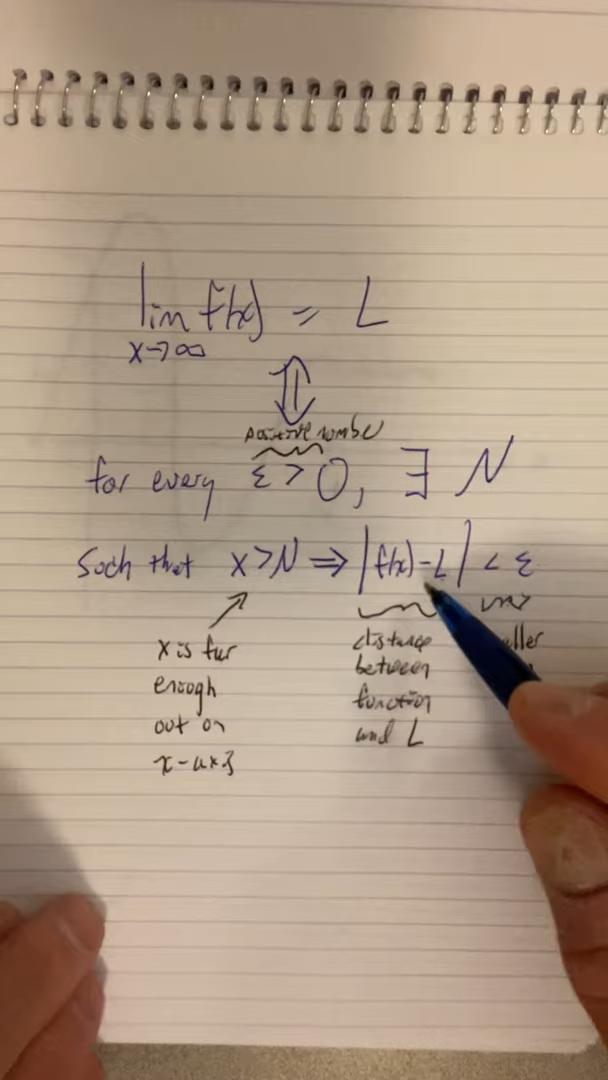 lim f(x) = L
x→∞
⇕
positive number
for every ε > 0, ∃ N
such that x>N ⇒ |f(x)-L| < ε
x is far
enough
out on
x-axis
distance
between
function
and L